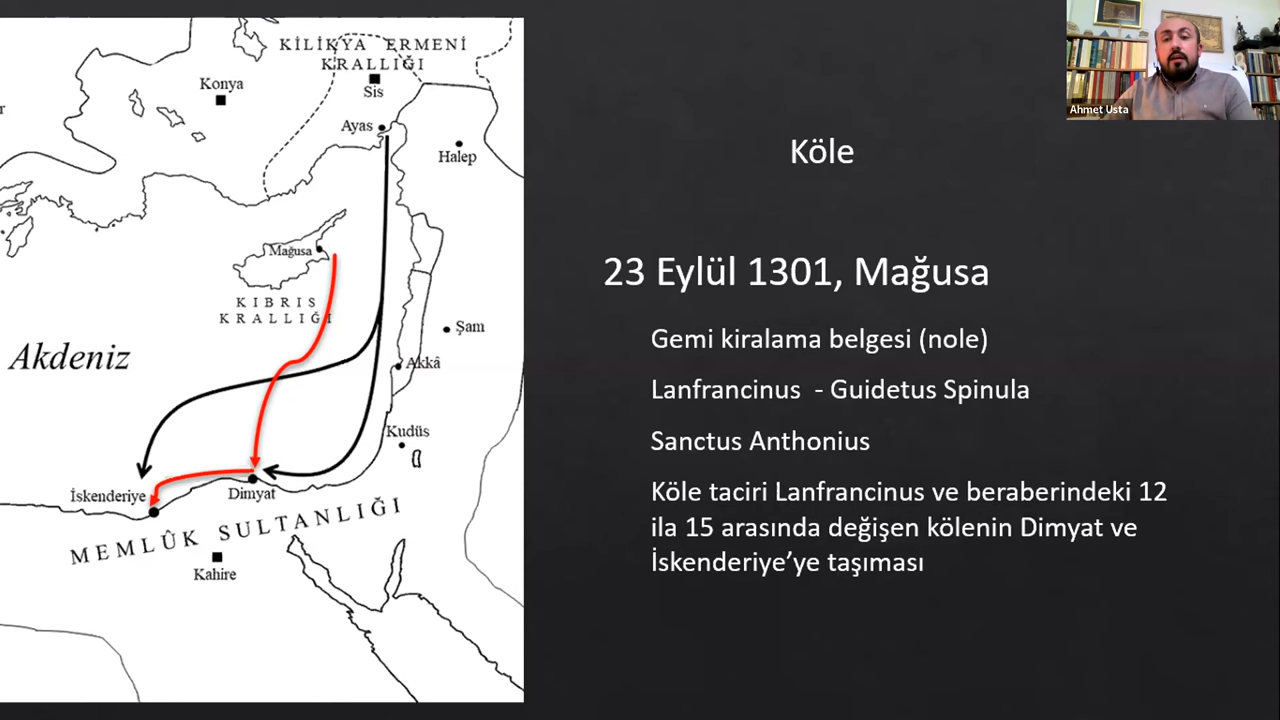 KİLİKYA ERMENİ
KRALLIĞI
Konya
Sis
Ayas
Halep
Mağusa
KIBRIS
KRALLIĞI
Şam
Akdeniz
Akkâ
Kudüs
İskenderiye
Dimyat
MEMLÛK SULTANLIĞI
Kahire
Köle
23 Eylül 1301, Mağusa
Gemi kiralama belgesi (nole)
Lanfrancinus - Guidetus Spinula
Sanctus Anthonius
Köle taciri Lanfrancinus ve beraberindeki 12
ila 15 arasında değişen kölenin Dimyat ve
İskenderiye’ye taşıması
Ahmet Usta